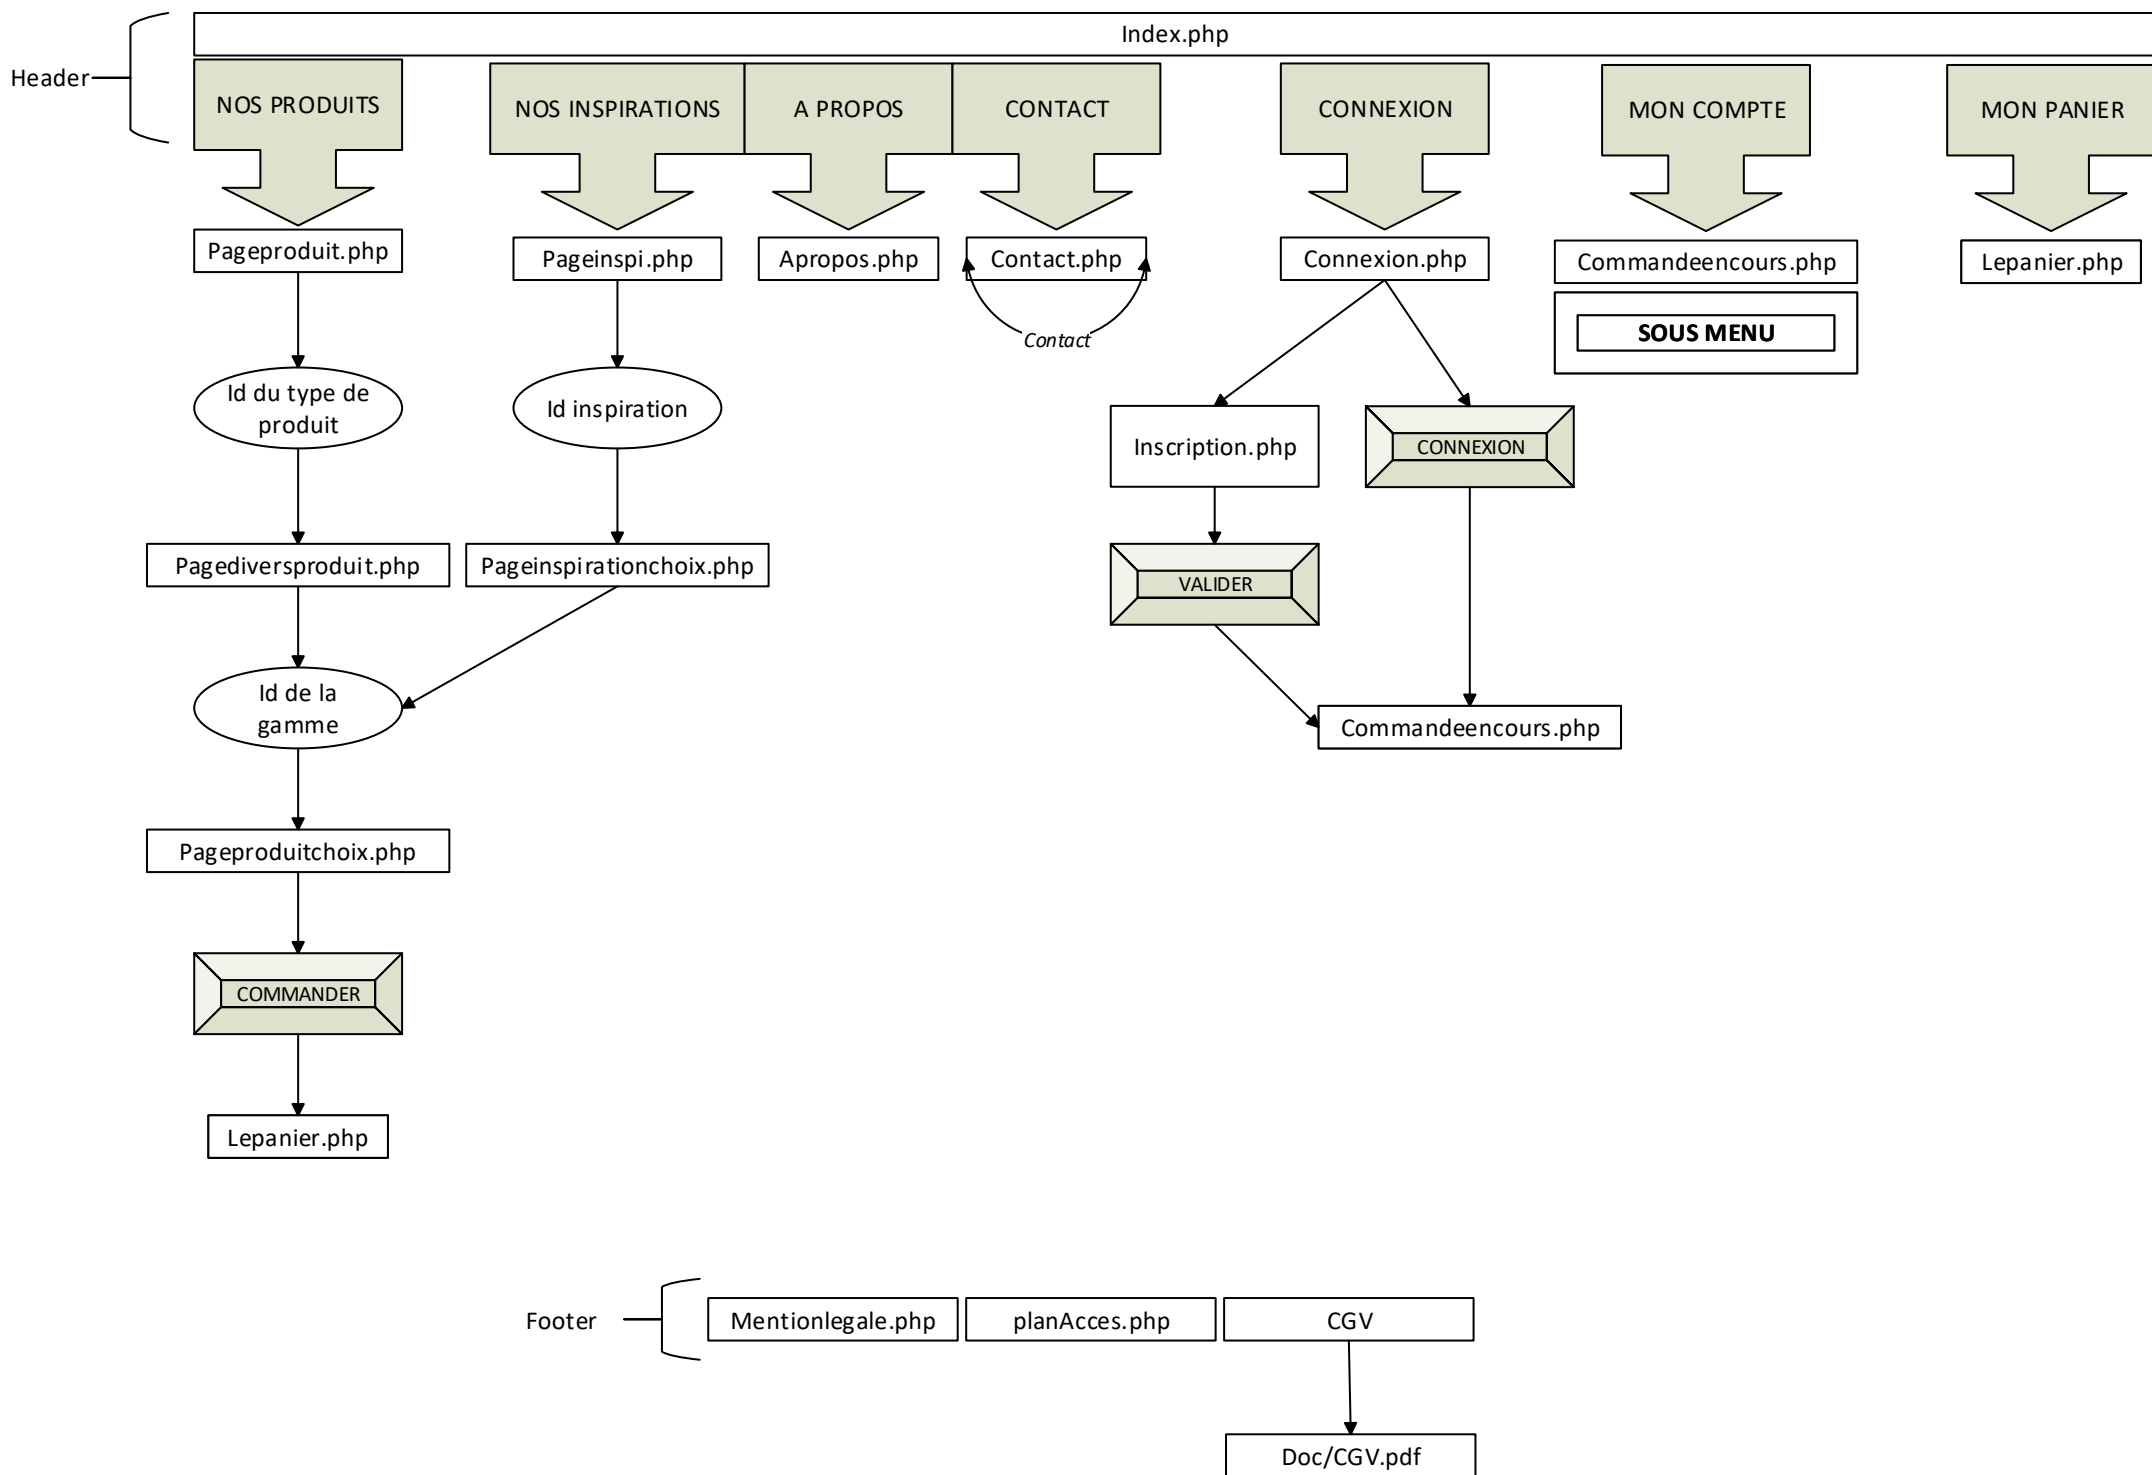 Index.php
Header
NOS PRODUITS
NOS INSPIRATIONS
A PROPOS
CONTACT
CONNEXION
MON COMPTE
MON PANIER
Pageproduit.php
Pageinspi.php
Apropos.php
Contact.php
Connexion.php
Commandeencours.php
Lepanier.php
SOUS MENU
Contact
Id du type de
produit
Id inspiration
Inscription.php
CONNEXION
Pagediversproduit.php
Pageinspirationchoix.php
VALIDER
Id de la
gamme
Commandeencours.php
Pageproduitchoix.php
COMMANDER
Lepanier.php
Footer
Mentionlegale.php
planAcces.php
CGV
Doc/CGV.pdf